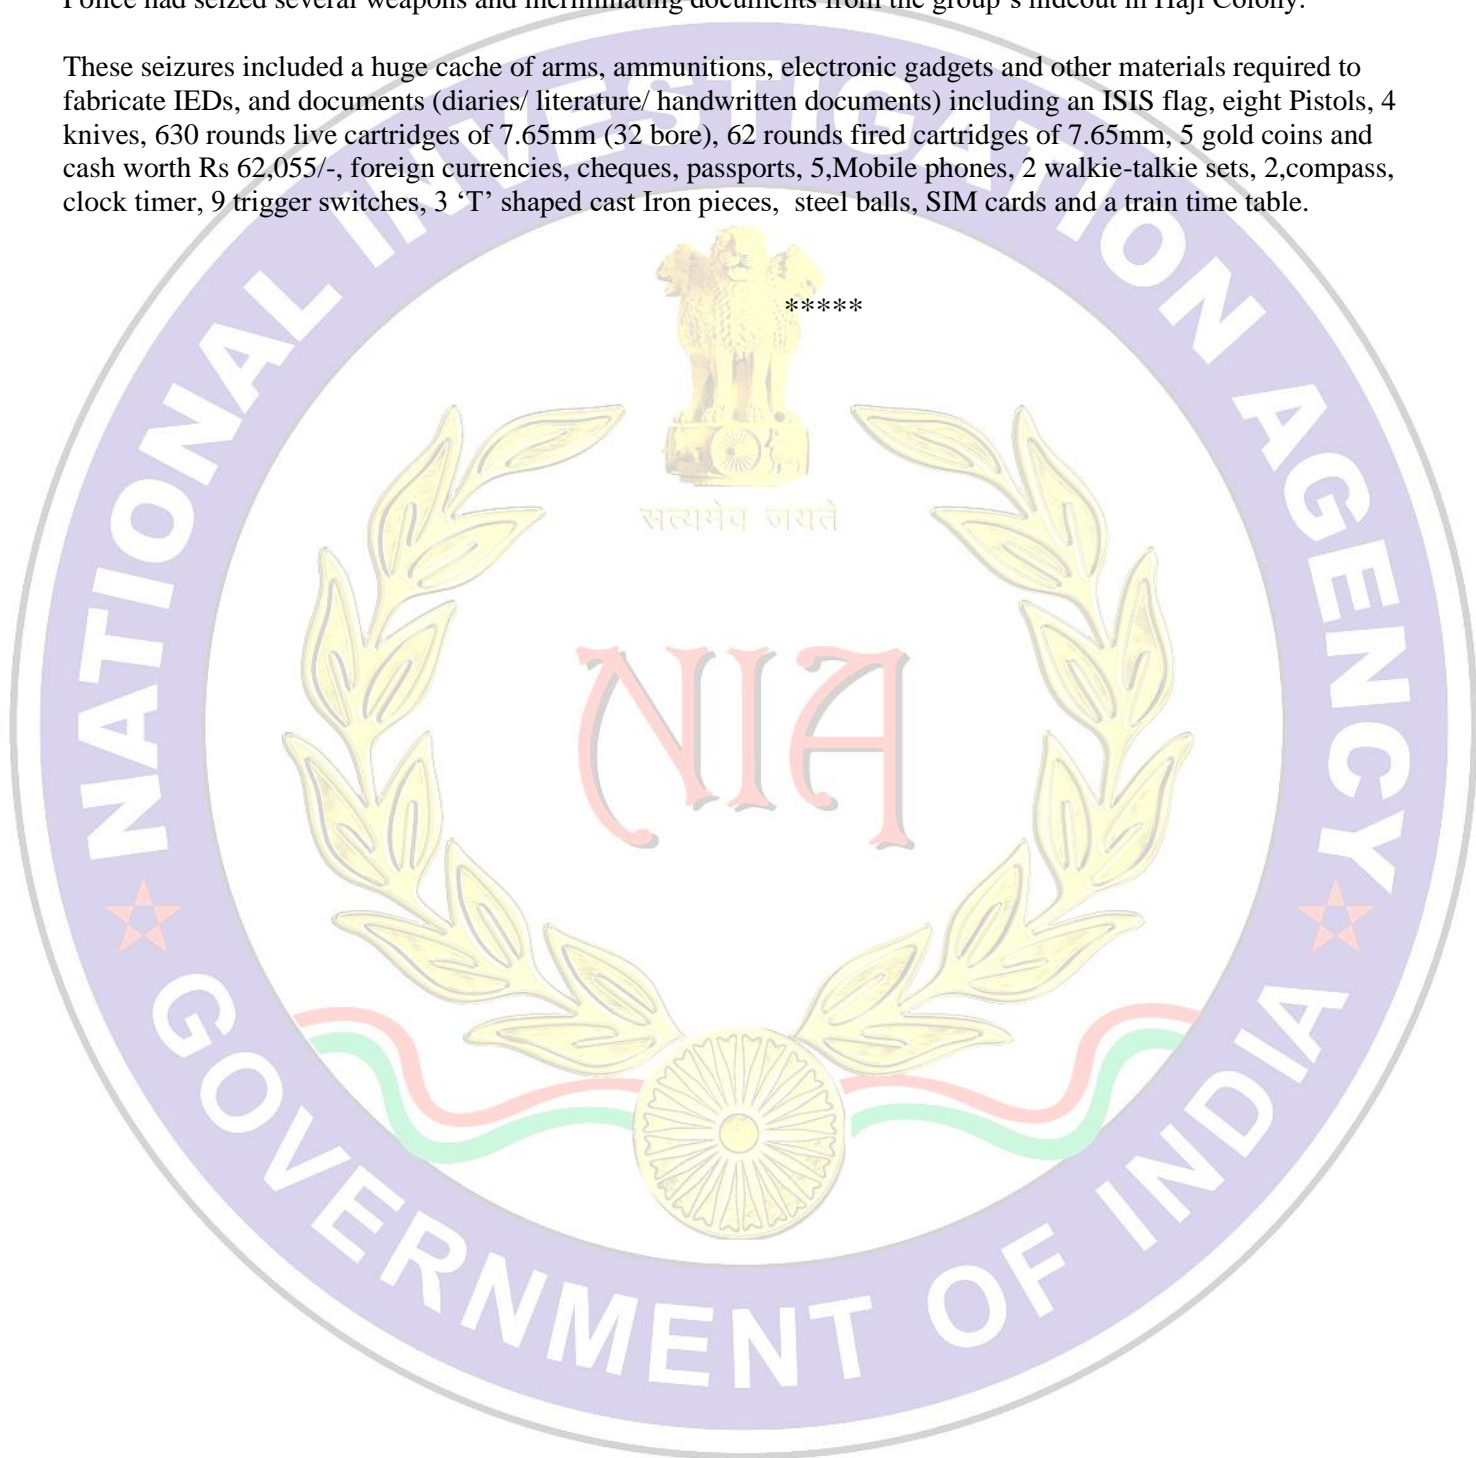 Police had seized several weapons and incriminating documents from the group's hideout in Haji Colony.
These seizures included a huge cache of arms, ammunitions, electronic gadgets and other materials required to
fabricate IEDs, and documents (diaries/ literature/ handwritten documents) including an ISIS flag, eight Pistols, 4
knives, 630 rounds live cartridges of 7.65mm (32 bore), 62 rounds fired cartridges of 7.65mm, 5 gold coins and
cash worth Rs 62,055/-, foreign currencies, cheques, passports, 5,Mobile phones, 2 walkie-talkie sets, 2,compass,
clock timer, 9 trigger switches, 3 ‘T’ shaped cast Iron pieces,  steel balls, SIM cards and a train time table.
*****
NATIONAL INVESTIGATION AGENCY
सत्यमेव जयते
NIA
GOVERNMENT OF INDIA